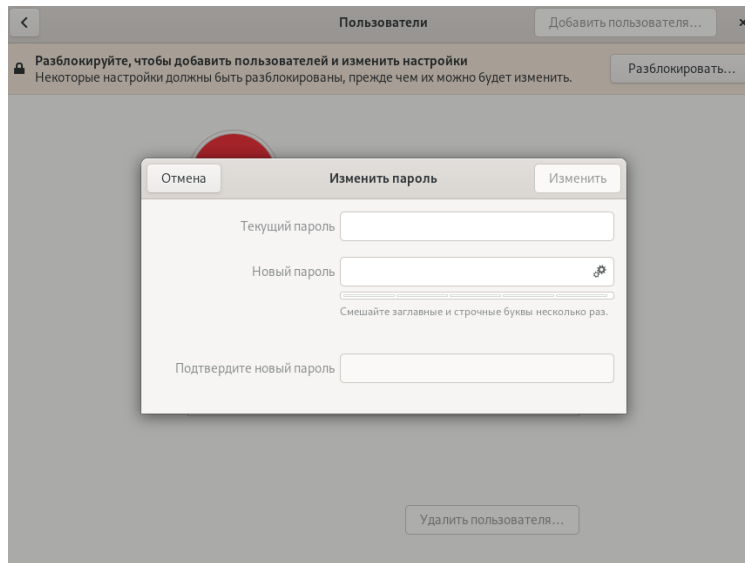 Пользователи
Добавить пользователя...
Разблокируйте, чтобы добавить пользователей и изменить настройки
Некоторые настройки должны быть разблокированы, прежде чем их можно будет изменить.
Разблокировать...
Отмена
Изменить пароль
Изменить
Текущий пароль
Новый пароль
Смешайте заглавные и строчные буквы несколько раз.
Подтвердите новый пароль
Удалить пользователя...